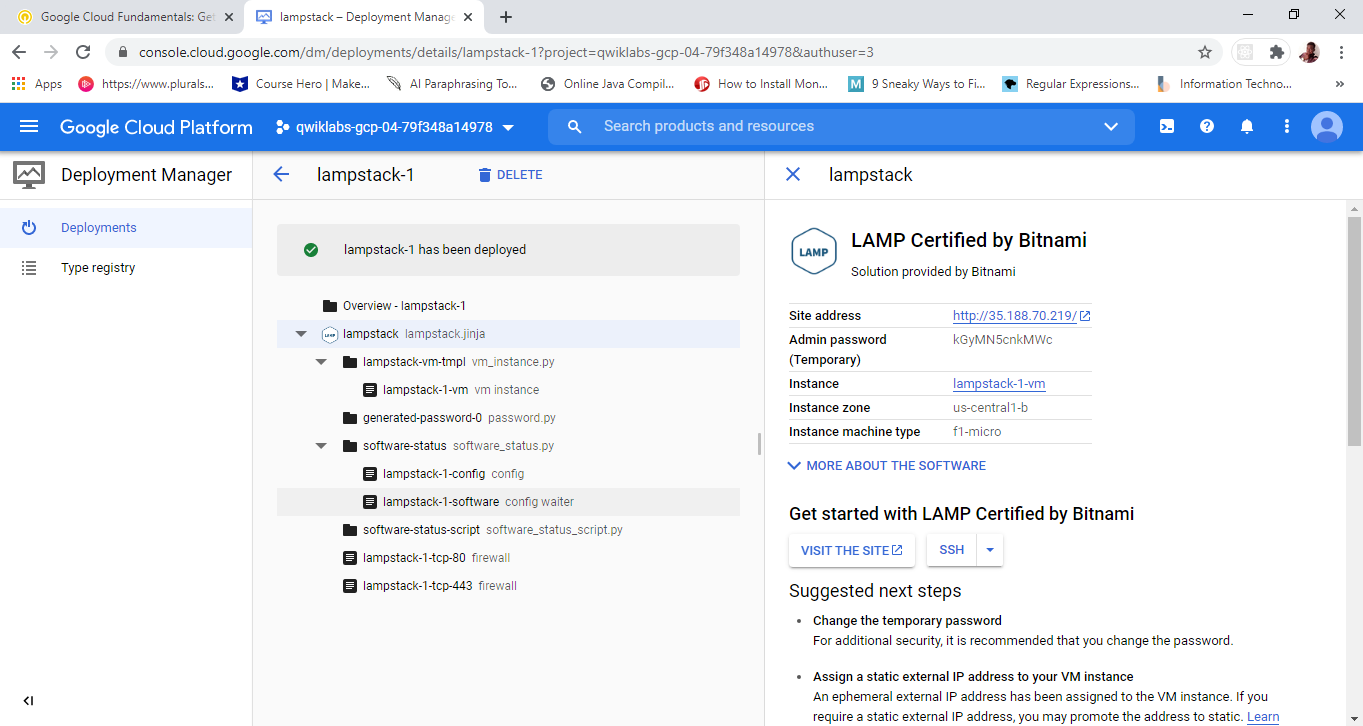 Google Cloud Fundamentals: Get
lampstack – Deployment Manage
console.cloud.google.com/dm/deployments/details/lampstack-1?project=qwiklabs-gcp-04-79f348a14978&authuser=3
Apps
https://www.plurals...
Course Hero | Make...
AI Paraphrasing To...
Online Java Compil...
How to Install Mon...
M
9 Sneaky Ways to Fi...
Regular Expressions...
Information Techno...
»
Google Cloud Platform
qwiklabs-gcp-04-79f348a14978
Search products and resources
Deployment Manager
lampstack-1
DELETE
lampstack
Deployments
Type registry
lampstack-1 has been deployed
Overview - lampstack-1
lampstack lampstack.jinja
lampstack-vm-tmpl vm_instance.py
lampstack-1-vm vm instance
generated-password-0 password.py
software-status software_status.py
lampstack-1-config config
lampstack-1-software config waiter
software-status-script software_status_script.py
lampstack-1-tcp-80 firewall
lampstack-1-tcp-443 firewall
LAMP
LAMP Certified by Bitnami
Solution provided by Bitnami
Site address http://35.188.70.219/
Admin password kGyMN5cnkMWc
(Temporary)
Instance lampstack-1-vm
Instance zone us-central1-b
Instance machine type f1-micro
MORE ABOUT THE SOFTWARE
Get started with LAMP Certified by Bitnami
VISIT THE SITE
SSH
Suggested next steps
• Change the temporary password
For additional security, it is recommended that you change the password.
• Assign a static external IP address to your VM instance
An ephemeral external IP address has been assigned to the VM instance. If you
require a static external IP address, you may promote the address to static. Learn